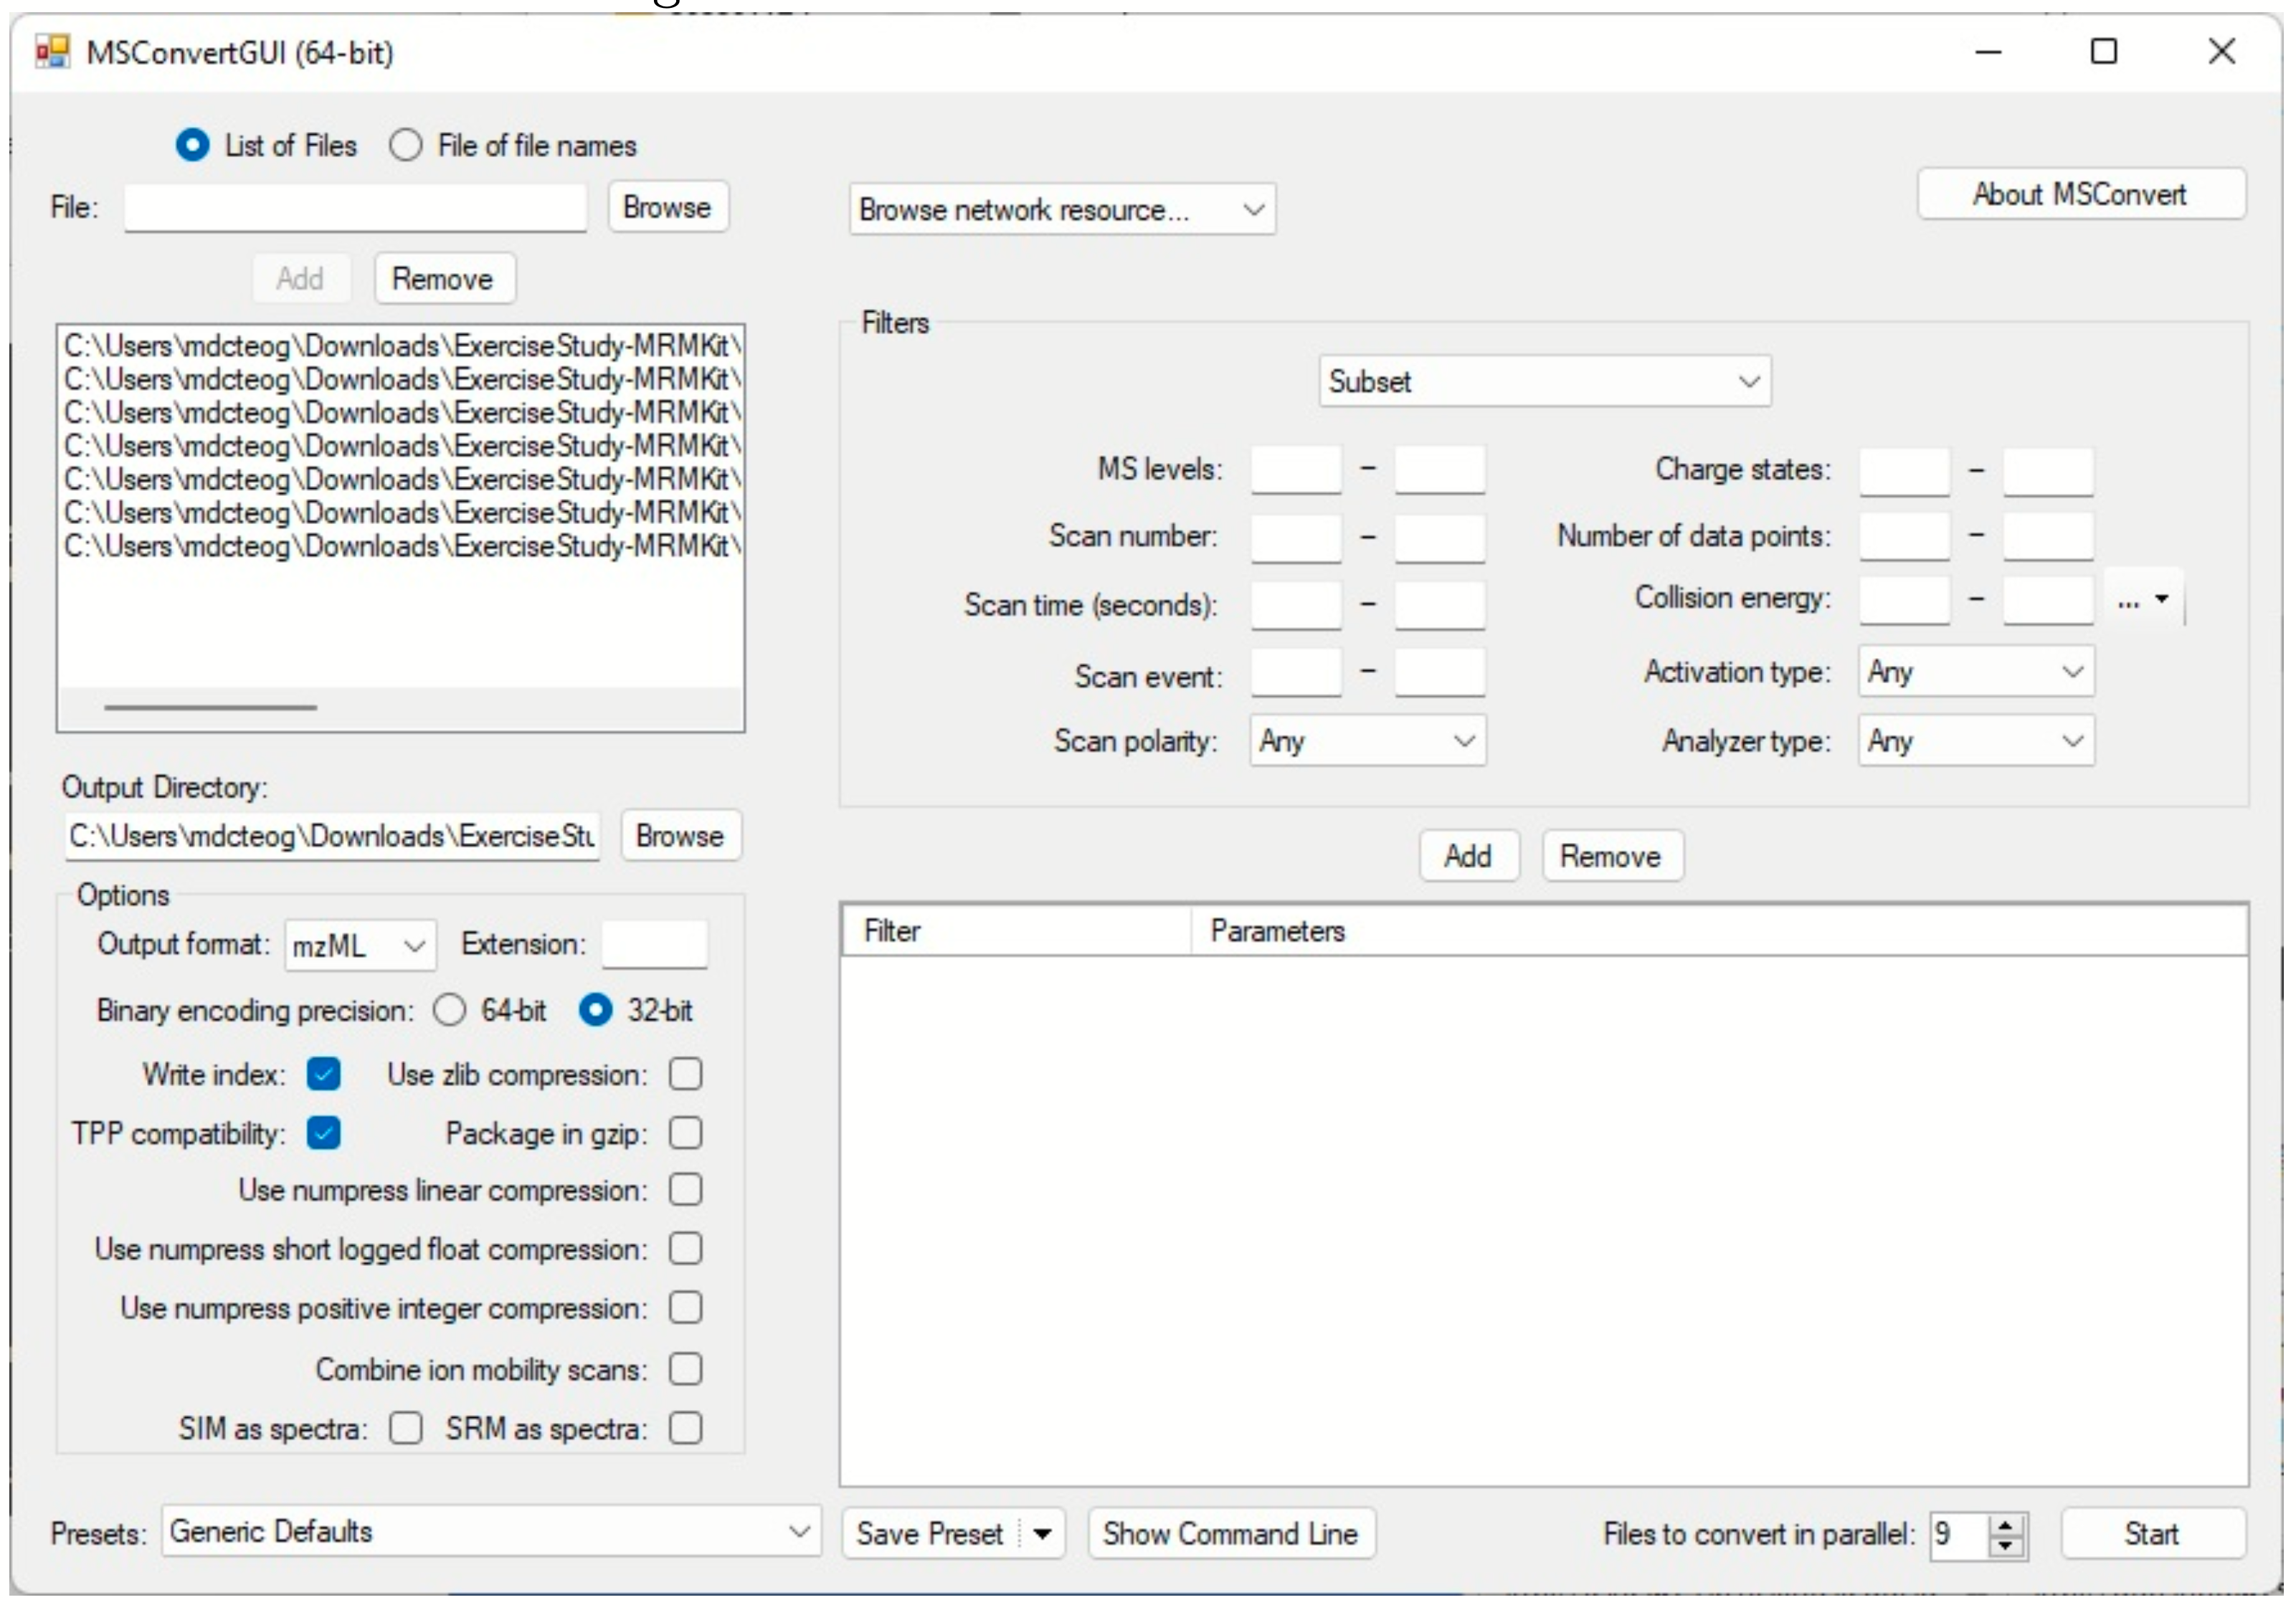 MSConvertGUI (64-bit)
List of Files File of file names
File: Browse
Browse network resource...
About MSConvert
Add Remove
C:\Users\mdcteog\Downloads\ExerciseStudy-MRMKit\
C:\Users\mdcteog\Downloads\ExerciseStudy-MRMKit\
C:\Users\mdcteog\Downloads\ExerciseStudy-MRMKit\
C:\Users\mdcteog\Downloads\ExerciseStudy-MRMKit\
C:\Users\mdcteog\Downloads\ExerciseStudy-MRMKit\
C:\Users\mdcteog\Downloads\ExerciseStudy-MRMKit\
C:\Users\mdcteog\Downloads\ExerciseStudy-MRMKit\
Output Directory:
C:\Users\mdcteog\Downloads\ExerciseStu Browse
Options
Output format: mzML Extension:
Binary encoding precision: 64-bit 32-bit
Write index: Use zlib compression:
TPP compatibility: Package in gzip:
Use numpress linear compression:
Use numpress short logged float compression:
Use numpress positive integer compression:
Combine ion mobility scans:
SIM as spectra: SRM as spectra:
Filters
Subset
MS levels: – Charge states: –
Scan number: – Number of data points: –
Scan time (seconds): – Collision energy: – ...
Scan event: – Activation type: Any
Scan polarity: Any Analyzer type: Any
Add Remove
Filter Parameters
Presets: Generic Defaults Save Preset Show Command Line Files to convert in parallel: 9 Start